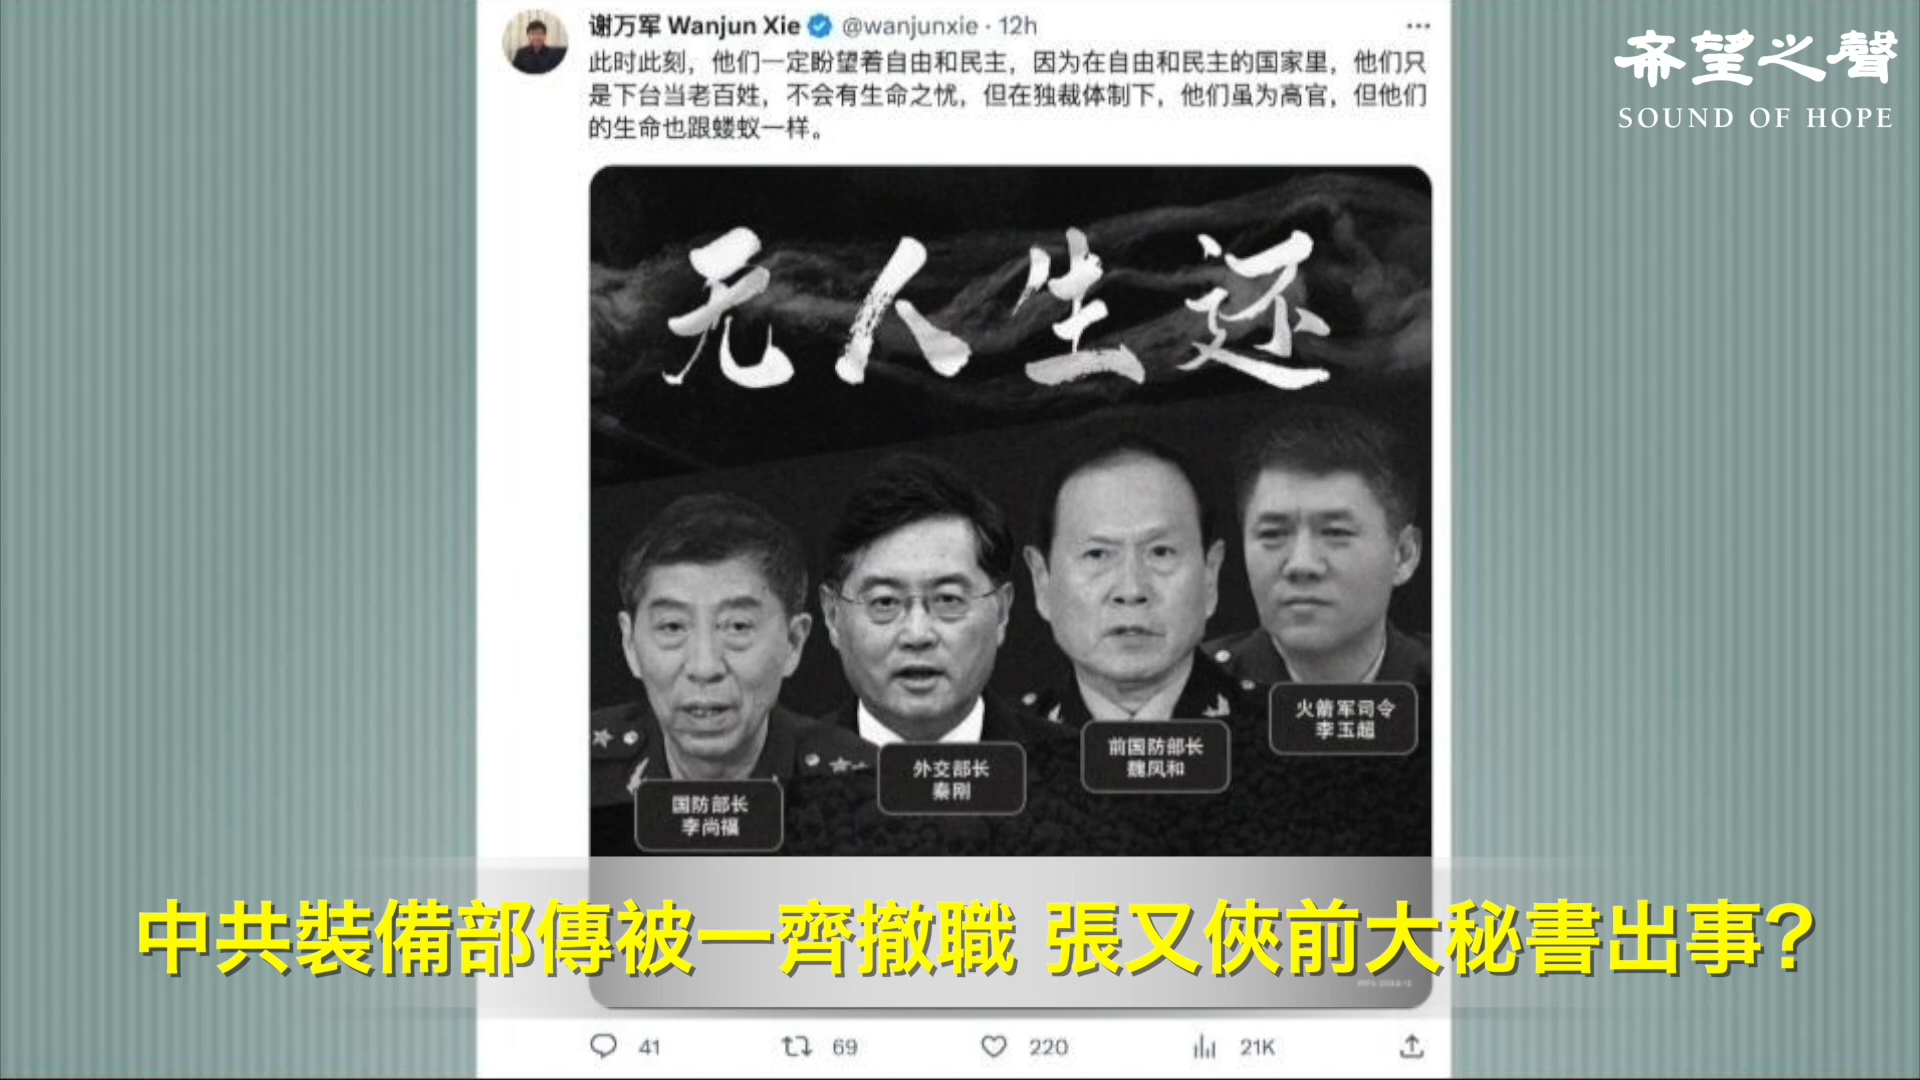 谢万军 Wanjun Xie @wanjunxie · 12h
此时此刻，他们一定盼望着自由和民主，因为在自由和民主的国家里，他们只
是下台当老百姓，不会有生命之忧，但在独裁体制下，他们虽为高官，但他们
的生命也跟蝼蚁一样。
希望之聲
SOUND OF HOPE
无人生还
火箭军司令
李玉超
前国防部长
魏凤和
外交部长
秦刚
国防部长
李尚福
中共裝備部傳被一齊撤職 張又俠前大秘書出事?
41 69 220 21K